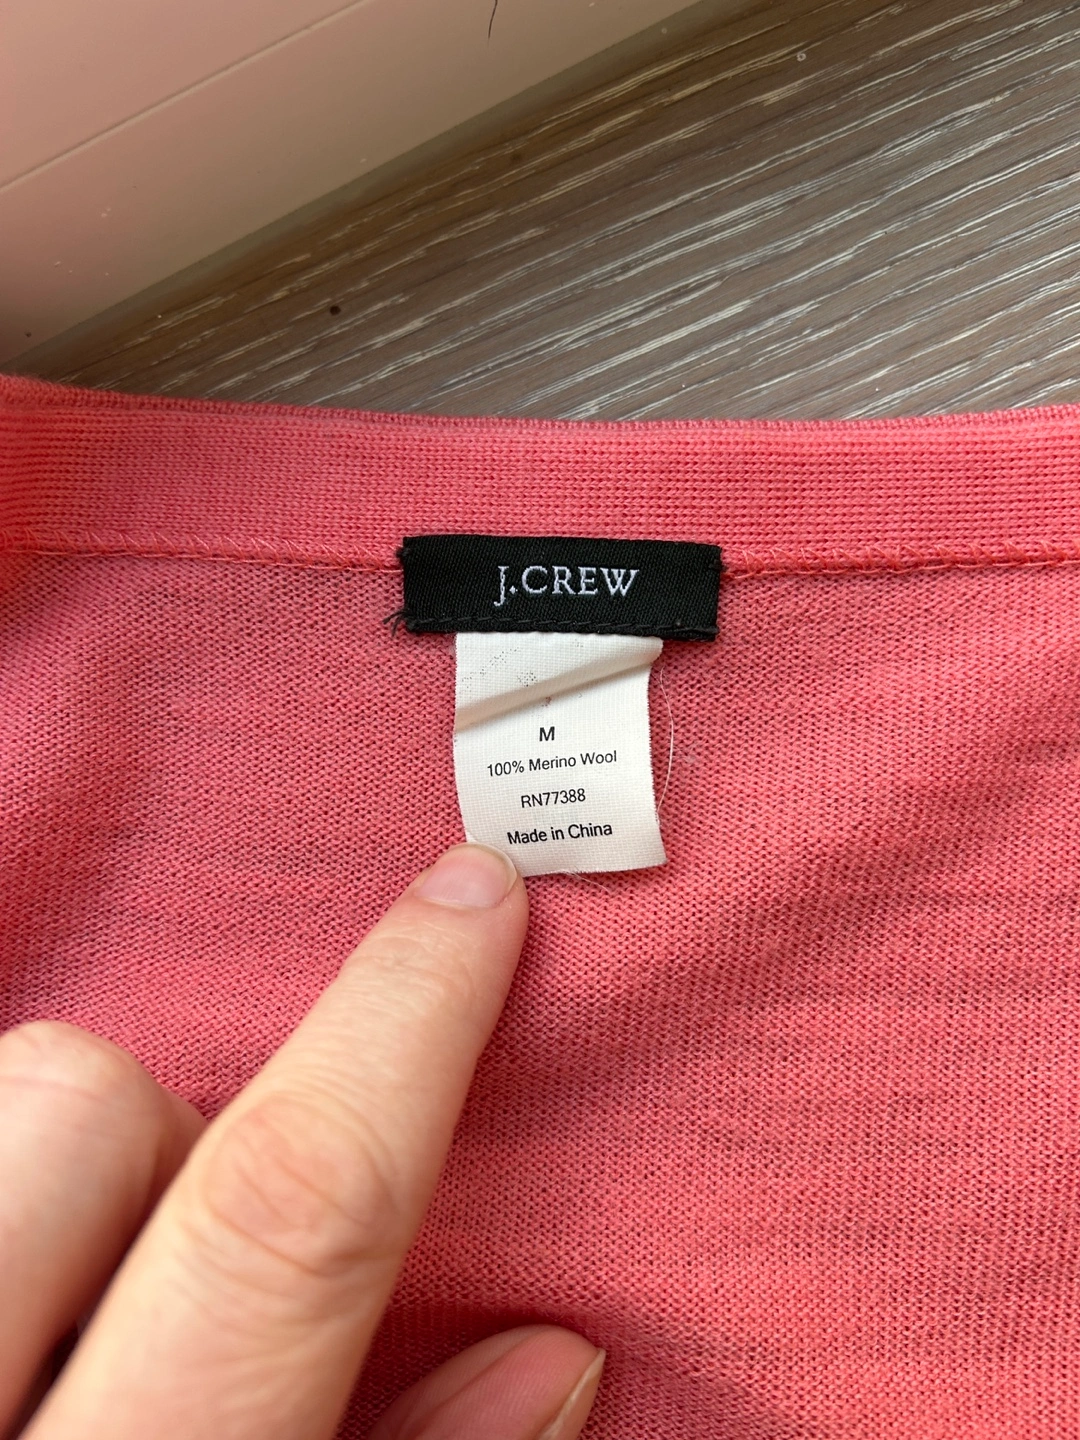 J.CREW
M
100% Merino Wool
RN77388
Made in China